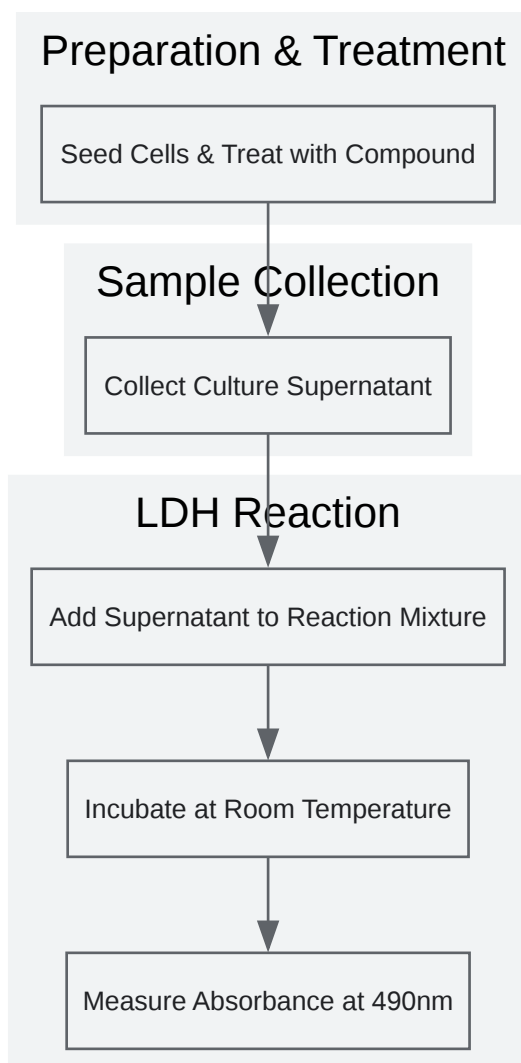 Preparation & Treatment
Seed Cells & Treat with Compound
Sample Collection
Collect Culture Supernatant
LDH Reaction
Add Supernatant to Reaction Mixture
Incubate at Room Temperature
Measure Absorbance at 490nm